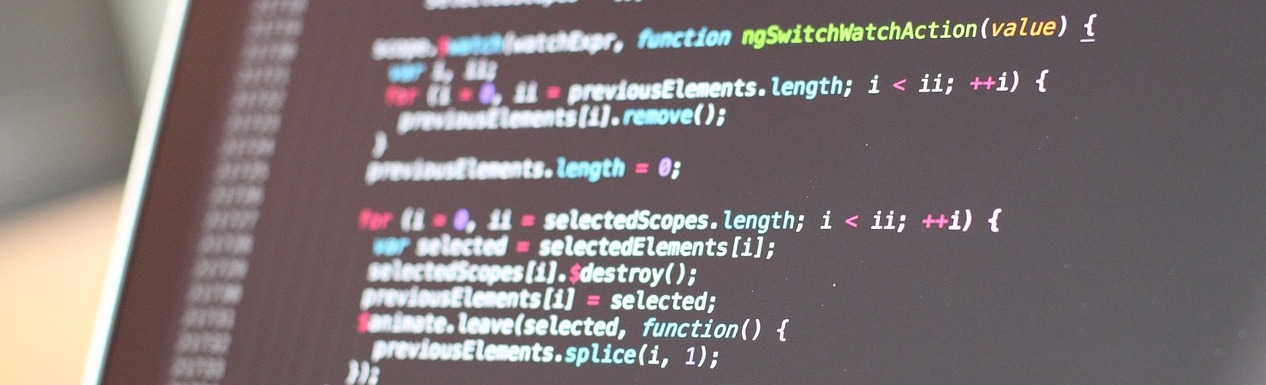 scope.$watch(watchExpr, function ngSwitchWatchAction(value) {
var i, ii;
for (i = 0, ii = previousElements.length; i < ii; ++i) {
previousElements[i].remove();
}
previousElements.length = 0;
for (i = 0, ii = selectedScopes.length; i < ii; ++i) {
var selected = selectedElements[i];
selectedScopes[i].$destroy();
previousElements[i] = selected;
$animate.leave(selected, function() {
previousElements.splice(i, 1);
});